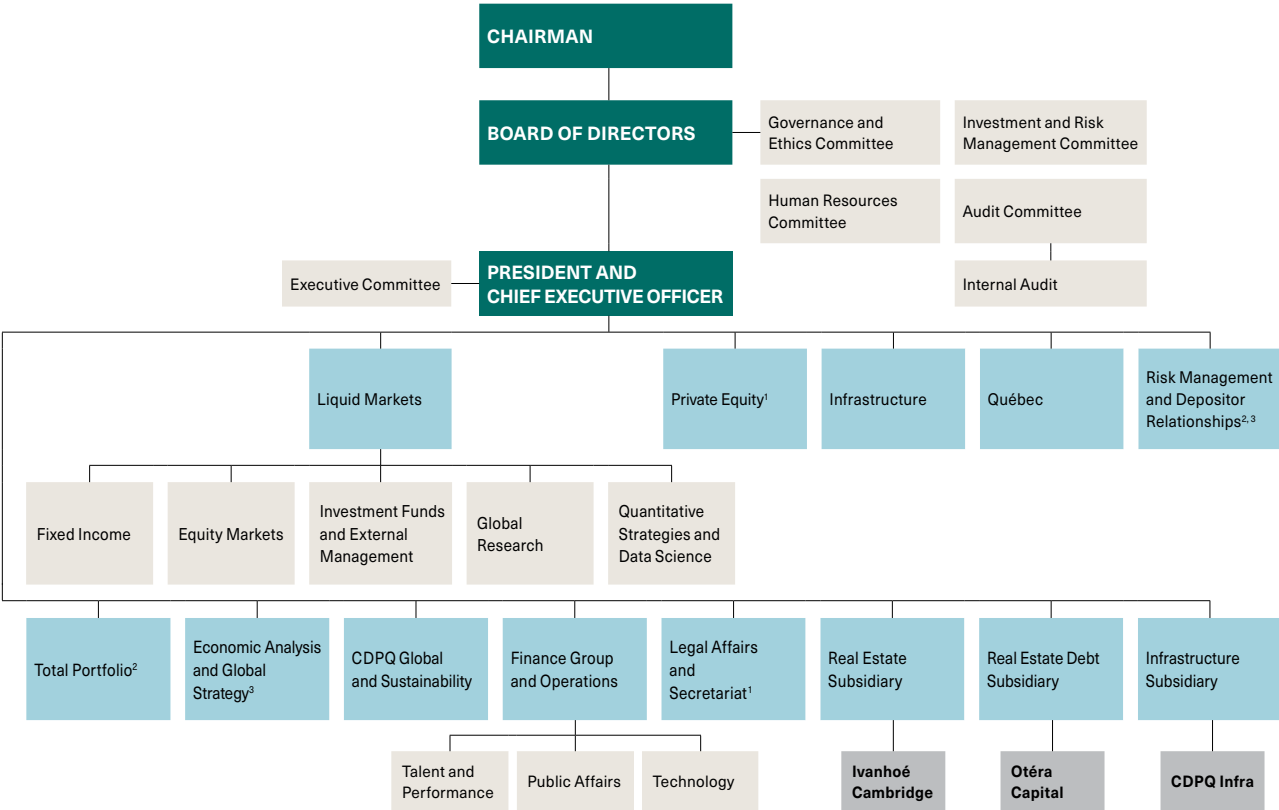 CHAIRMAN
BOARD OF DIRECTORS
Governance and
Ethics Committee
Investment and Risk
Management Committee
Human Resources
Committee
Audit Committee
Internal Audit
Executive Committee
PRESIDENT AND
CHIEF EXECUTIVE OFFICER
Liquid Markets
Private Equity¹
Infrastructure
Québec
Risk Management
and Depositor
Relationships²,³
Fixed Income
Equity Markets
Investment Funds
and External
Management
Global
Research
Quantitative
Strategies and
Data Science
Total Portfolio²
Economic Analysis
and Global
Strategy³
CDPQ Global
and Sustainability
Finance Group
and Operations
Legal Affairs
and
Secretariat¹
Real Estate
Subsidiary
Real Estate Debt
Subsidiary
Infrastructure
Subsidiary
Talent and
Performance
Public Affairs
Technology
Ivanhoé
Cambridge
Otéra
Capital
CDPQ Infra